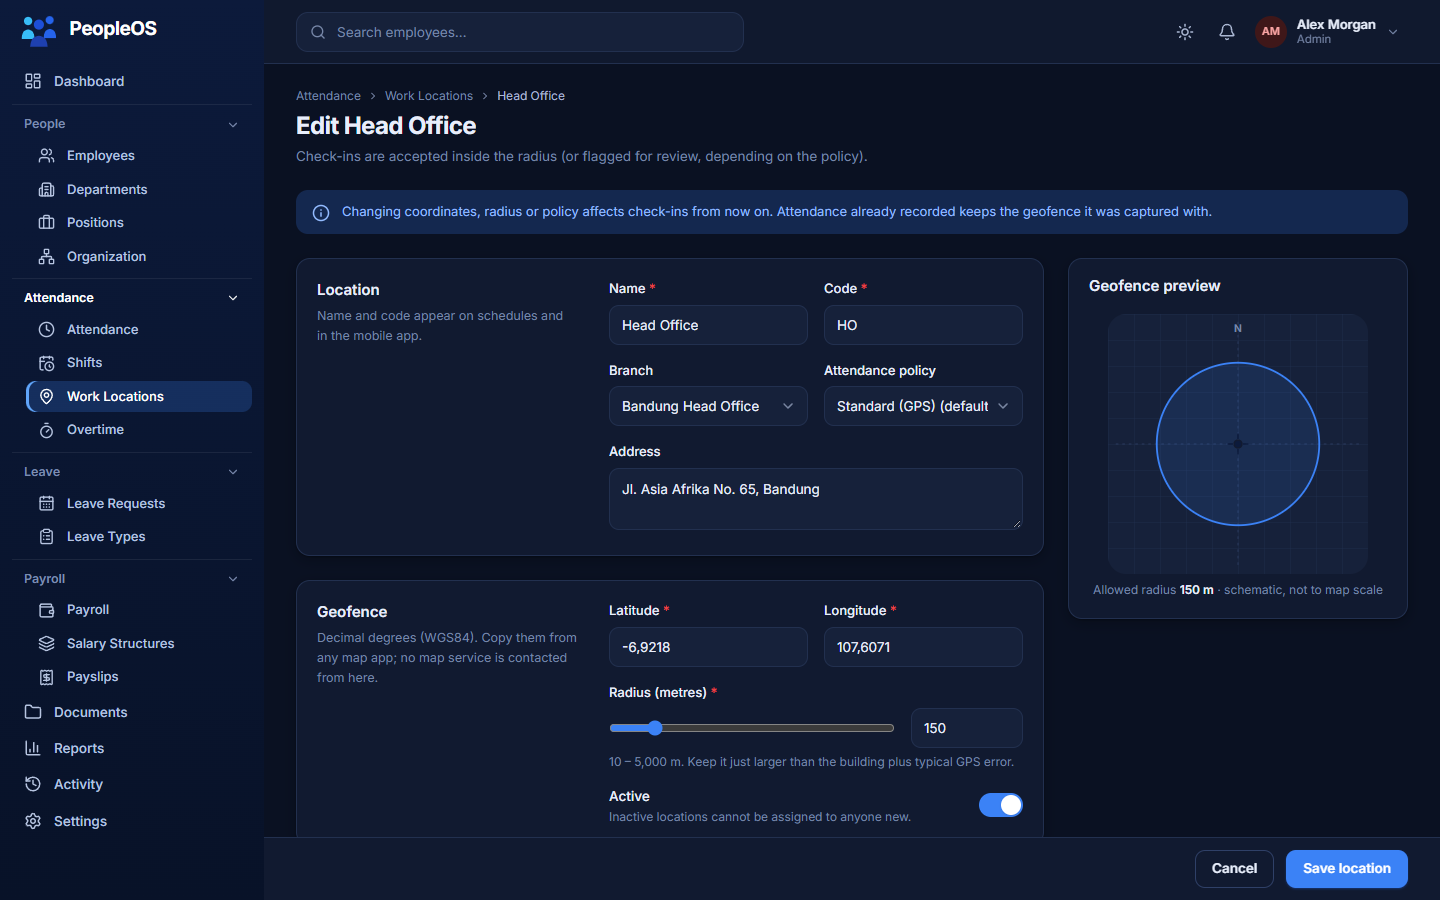 PeopleOS
Search employees...
AM
Alex Morgan
Admin
Dashboard
People
Employees
Departments
Positions
Organization
Attendance
Attendance
Shifts
Work Locations
Overtime
Leave
Leave Requests
Leave Types
Payroll
Payroll
Salary Structures
Payslips
Documents
Reports
Activity
Settings
Attendance > Work Locations > Head Office
Edit Head Office
Check-ins are accepted inside the radius (or flagged for review, depending on the policy).
Changing coordinates, radius or policy affects check-ins from now on. Attendance already recorded keeps the geofence it was captured with.
Location
Name and code appear on schedules and
in the mobile app.
Name *
Head Office
Code *
HO
Branch
Bandung Head Office
Attendance policy
Standard (GPS) (default
Address
Jl. Asia Afrika No. 65, Bandung
Geofence
Decimal degrees (WGS84). Copy them from
any map app; no map service is contacted
from here.
Latitude *
-6,9218
Longitude *
107,6071
Radius (metres) *
150
10 – 5,000 m. Keep it just larger than the building plus typical GPS error.
Active
Inactive locations cannot be assigned to anyone new.
Geofence preview
N
Allowed radius 150 m · schematic, not to map scale
Cancel
Save location